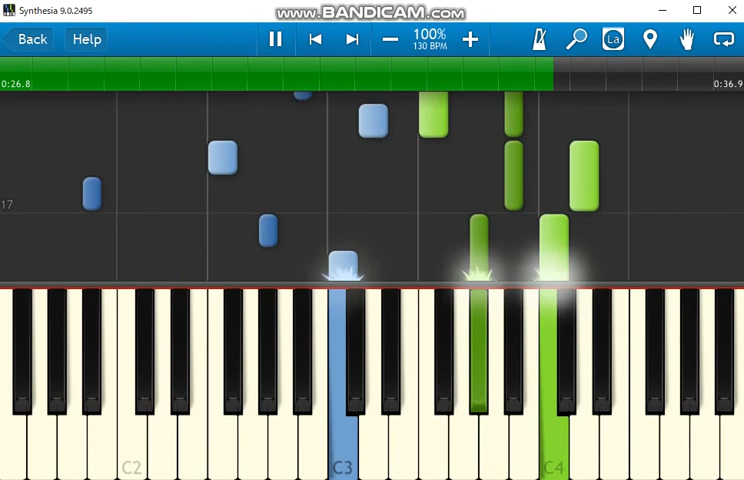 Synthesia 9.0.2495
www.BANDICAM.com
Back
Help
100%
130 BPM
La
0:26.8
0:36.9
17
C2
C3
C4